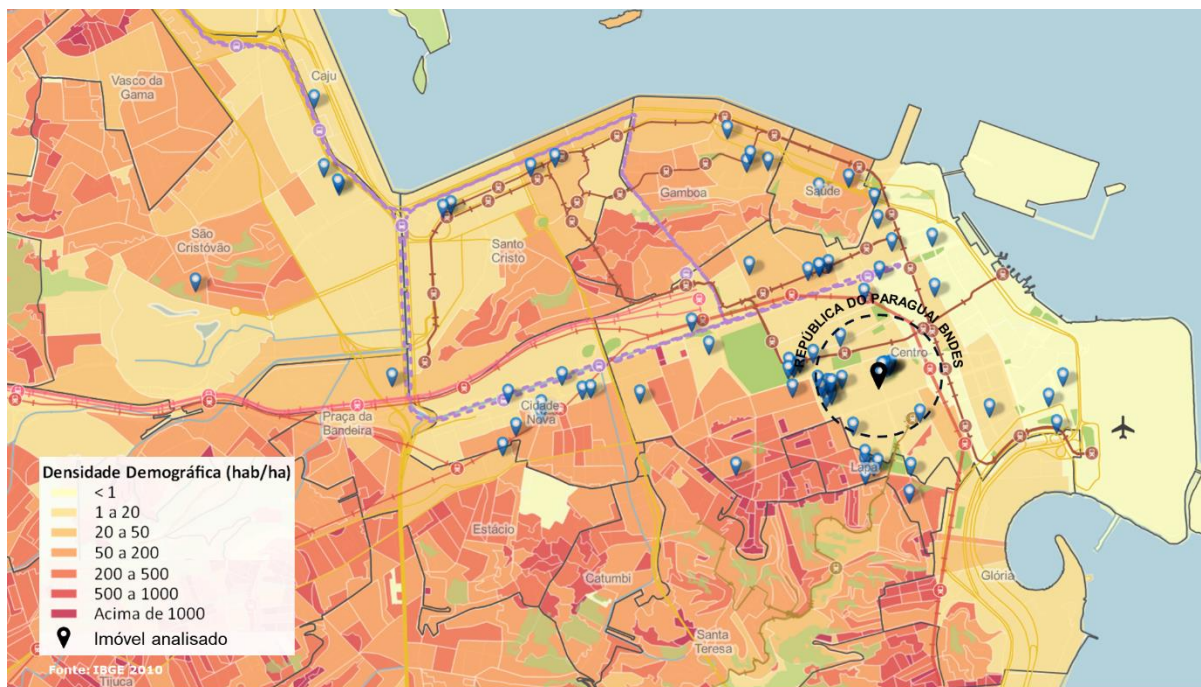 Caju
Vasco da
Gama
São
Cristóvão
Santo
Cristo
Gamboa
Saúde
REPÚBLICA DO PARAGUAI BNDES
Centro
Praça da
Bandeira
Cidade
Nova
Lapa
Estácio
Catumbi
Glória
Santa
Teresa
Tijuca
Densidade Demográfica (hab/ha)
< 1
1 a 20
20 a 50
50 a 200
200 a 500
500 a 1000
Acima de 1000
Imóvel analisado
Fonte: IBGE 2010